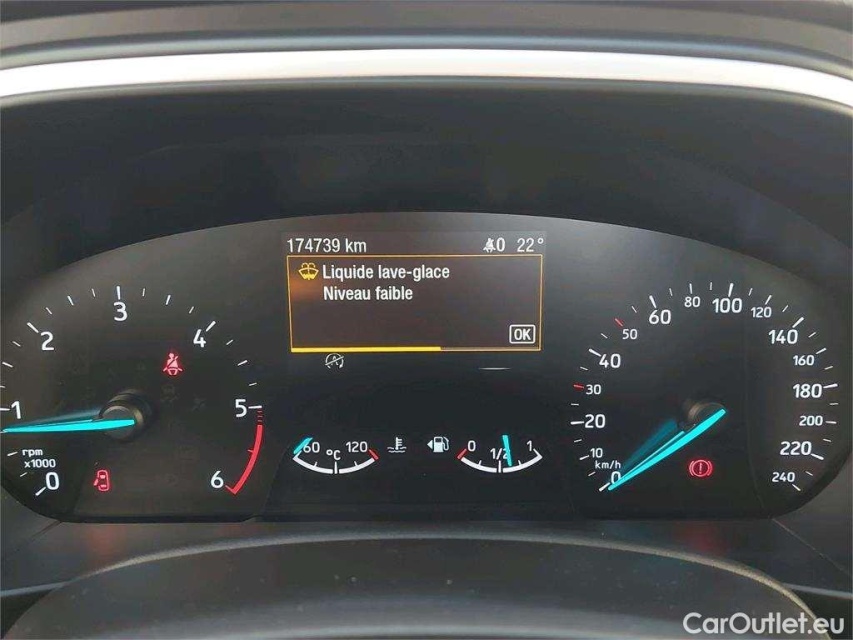 174739 km
0 22°
Liquide lave-glace
Niveau faible
OK
0
1
2
3
4
5
6
rpm
x1000
60 °C 120
0 1/2 1
0
10
20
30
40
50
60
80
100
120
140
160
180
200
220
240
km/h
CarOutlet.eu